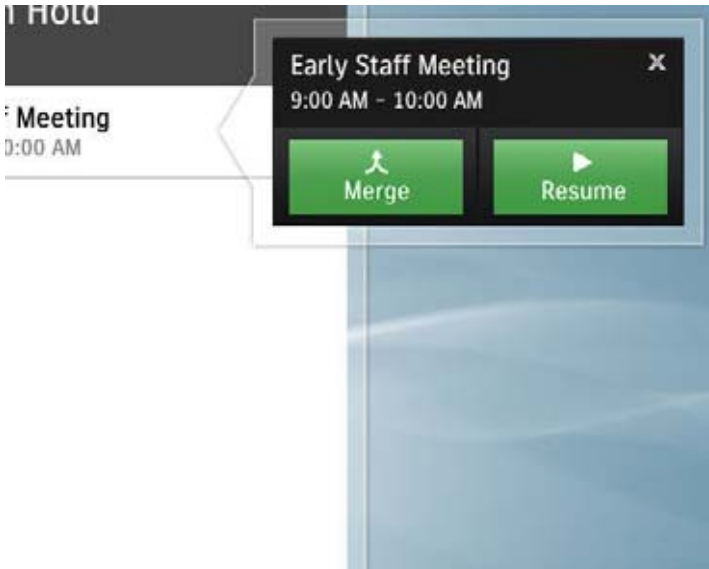 n Hold
Early Staff Meeting
X
9:00 AM – 10:00 AM
f Meeting
0:00 AM
Merge
Resume